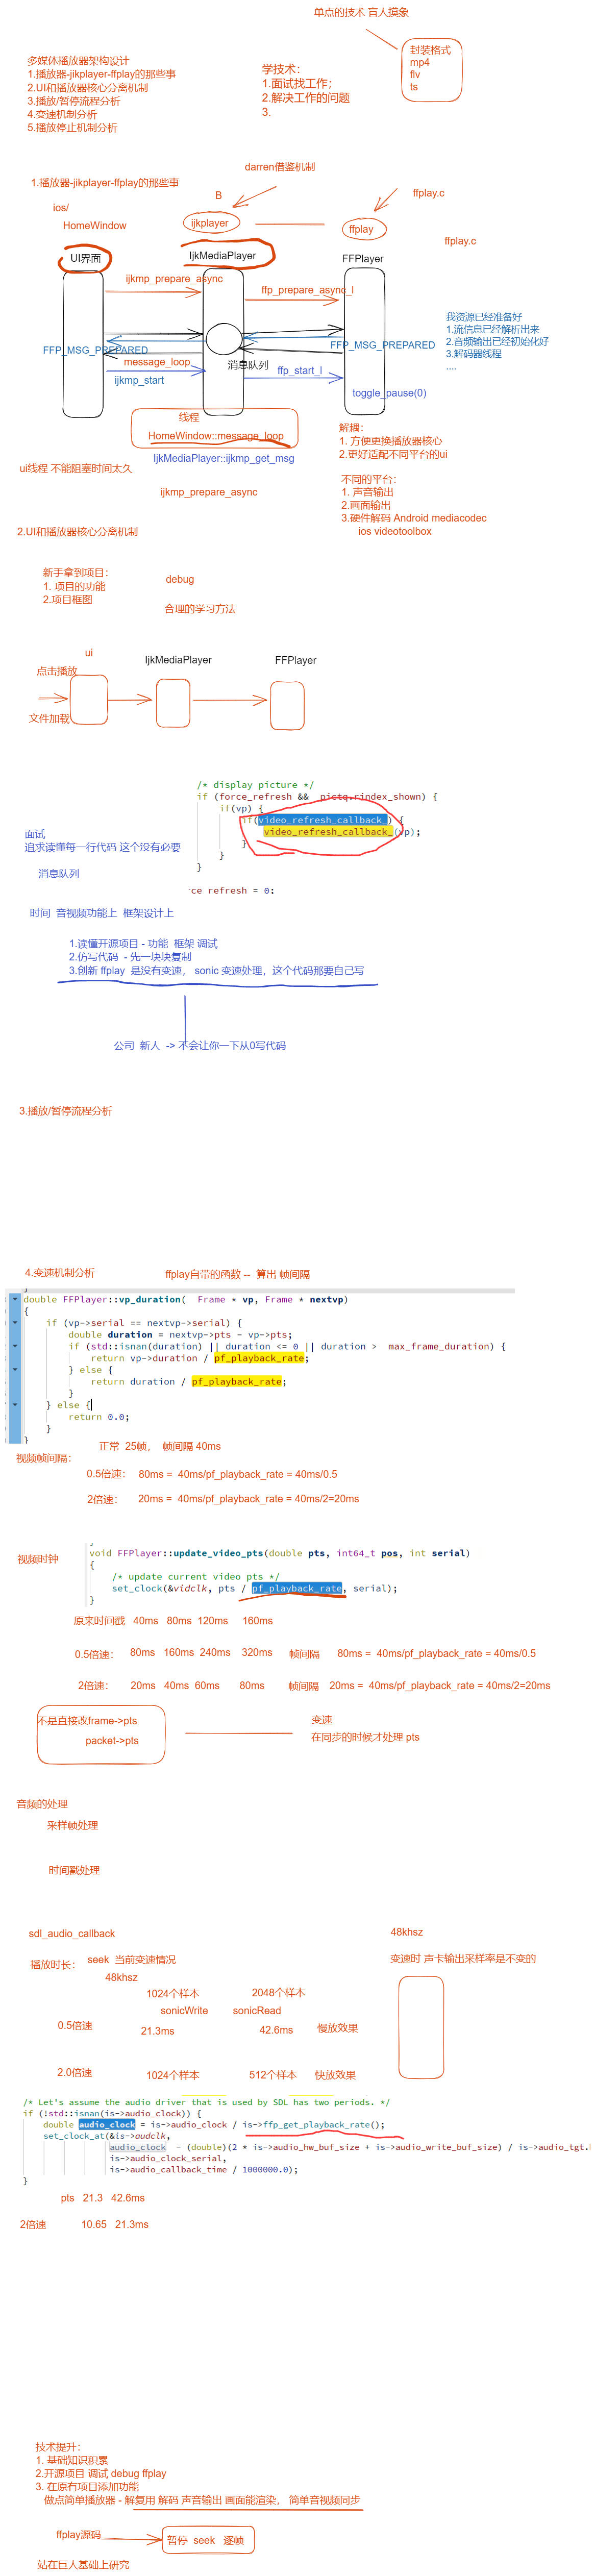 单点的技术 盲人摸象
封装格式
mp4
flv
ts
多媒体播放器架构设计
1.播放器-jikplayer-ffplay的那些事
2.UI和播放器核心分离机制
3.播放/暂停流程分析
4.变速机制分析
5.播放停止机制分析
学技术：
1.面试找工作；
2.解决工作的问题
3.
darren借鉴机制
1.播放器-jikplayer-ffplay的那些事
B
ffplay.c
ios/
HomeWindow
ijkplayer
ffplay
ffplay.c
UI界面
IjkMediaPlayer
FFPlayer
ijkmp_prepare_async
ffp_prepare_async_l
FFP_MSG_PREPARED
FFP_MSG_PREPARED
message_loop
消息队列
ijkmp_start
ffp_start_l
toggle_pause(0)
我资源已经准备好
1.流信息已经解析出来
2.音频输出已经初始化好
3.解码器线程
....
线程
HomeWindow::message_loop
IjkMediaPlayer::ijkmp_get_msg
ui线程 不能阻塞时间太久
ijkmp_prepare_async
解耦：
1. 方便更换播放器核心
2.更好适配不同平台的ui
不同的平台：
1. 声音输出
2.画面输出
3.硬件解码 Android mediacodec
ios videotoolbox
2.UI和播放器核心分离机制
新手拿到项目：
1. 项目的功能
2.项目框图
debug
合理的学习方法
ui
IjkMediaPlayer
FFPlayer
点击播放
文件加载
/* display picture */
if (force_refresh && pictq.rindex_shown) {
if(vp) {
if(video_refresh_callback_) {
video_refresh_callback_(vp);
}
}
}
rce refresh = 0;
面试
追求读懂每一行代码 这个没有必要
消息队列
时间 音视频功能上 框架设计上
1.读懂开源项目 - 功能 框架 调试
2.仿写代码 - 先一块块复制
3.创新 ffplay 是没有变速， sonic 变速处理，这个代码那要自己写
公司 新人 -> 不会让你一下从0写代码
3.播放/暂停流程分析
4.变速机制分析
ffplay自带的函数 -- 算出 帧间隔
double FFPlayer::vp_duration( Frame * vp, Frame * nextvp)
{
if (vp->serial == nextvp->serial) {
double duration = nextvp->pts - vp->pts;
if (std::isnan(duration) || duration <= 0 || duration > max_frame_duration) {
return vp->duration / pf_playback_rate;
} else {
return duration / pf_playback_rate;
}
} else {
return 0.0;
}
}
正常 25帧， 帧间隔 40ms
视频帧间隔：
0.5倍速： 80ms = 40ms/pf_playback_rate = 40ms/0.5
2倍速： 20ms = 40ms/pf_playback_rate = 40ms/2=20ms
视频时钟
void FFPlayer::update_video_pts(double pts, int64_t pos, int serial)
{
/* update current video pts */
set_clock(&vidclk, pts / pf_playback_rate, serial);
}
原来时间戳 40ms 80ms 120ms 160ms
0.5倍速： 80ms 160ms 240ms 320ms 帧间隔 80ms = 40ms/pf_playback_rate = 40ms/0.5
2倍速： 20ms 40ms 60ms 80ms 帧间隔 20ms = 40ms/pf_playback_rate = 40ms/2=20ms
不是直接改frame->pts
packet->pts
变速
在同步的时候才处理 pts
音频的处理
采样帧处理
时间戳处理
sdl_audio_callback
48khsz
播放时长： seek 当前变速情况
变速时 声卡输出采样率是不变的
48khsz
1024个样本 2048个样本
sonicWrite sonicRead
0.5倍速 21.3ms 42.6ms 慢放效果
2.0倍速 1024个样本 512个样本 快放效果
/* Let's assume the audio driver that is used by SDL has two periods. */
if (!std::isnan(is->audio_clock)) {
double audio_clock = is->audio_clock / is->ffp_get_playback_rate();
set_clock_at(&is->audclk,
audio_clock - (double)(2 * is->audio_hw_buf_size + is->audio_write_buf_size) / is->audio_tgt.
is->audio_clock_serial,
is->audio_callback_time / 1000000.0);
}
pts 21.3 42.6ms
2倍速 10.65 21.3ms
技术提升：
1. 基础知识积累
2.开源项目 调试 debug ffplay
3. 在原有项目添加功能
做点简单播放器 - 解复用 解码 声音输出 画面能渲染， 简单音视频同步
ffplay源码
暂停 seek 逐帧
站在巨人基础上研究